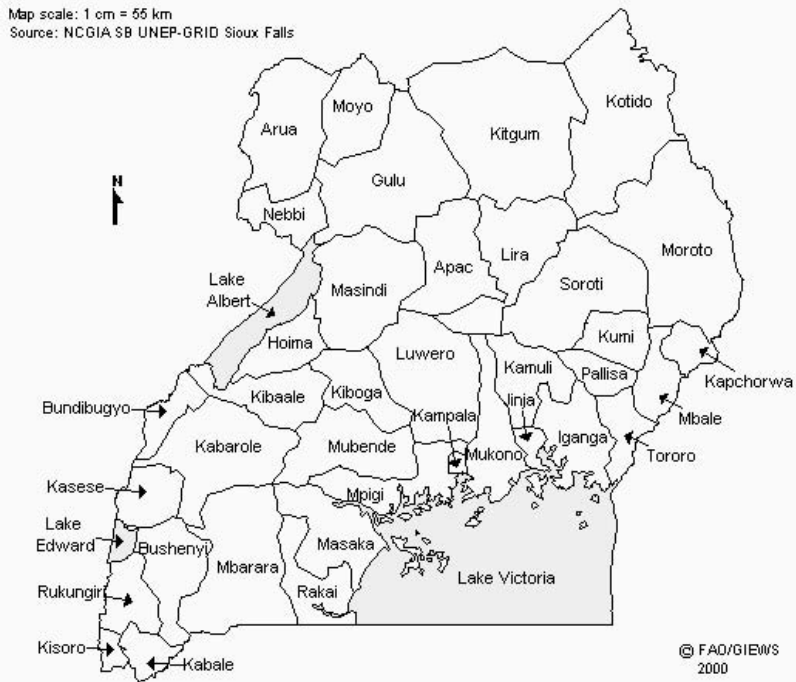 Map scale: 1 cm = 55 km
Source: NCGIA SB UNEP-GRID Sioux Falls
Kotido
Moyo
Arua
Kitgum
Gulu
N
Nebbi
Moroto
Lira
Apac
Lake
Albert
Masindi
Soroti
Kumi
Hoima
Luwero
Kamuli
Pallisa
Kapchorwa
Kibaale
Kiboga
Jinja
Mbale
Bundibugyo
Kampala
Iganga
Kabarole
Mubende
Mukono
Tororo
Kasese
Mpigi
Lake
Edward
Bushenyi
Masaka
Mbarara
Lake Victoria
Rukungiri
Rakai
Kisoro
Kabale
© FAO/GIEWS
2000